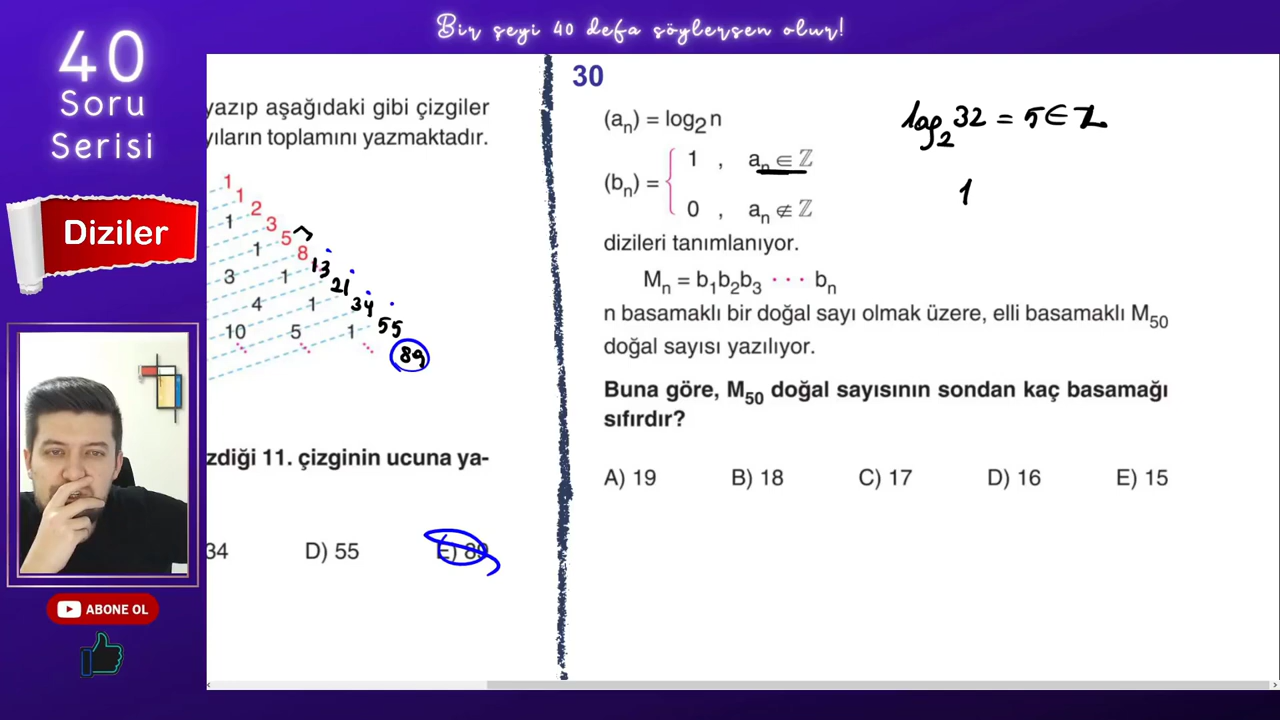 Bir şeyi 40 defa söylersen olur!
40
Soru
Serisi
Diziler
ABONE OL
yazıp aşağıdaki gibi çizgiler
yıların toplamını yazmaktadır.
1
1
2
1 3
5
1 8
3 1 13
21
4 1 34
55
10 5 1
89
zdiği 11. çizginin ucuna ya-
34 D) 55 E) 89
30
(aₙ) = log₂n
(bₙ) = { 1 , aₙ ∈ ℤ
0 , aₙ ∉ ℤ
dizileri tanımlanıyor.
Mₙ = b₁b₂b₃ ··· bₙ
n basamaklı bir doğal sayı olmak üzere, elli basamaklı M₅₀
doğal sayısı yazılıyor.
Buna göre, M₅₀ doğal sayısının sondan kaç basamağı
sıfırdır?
A) 19 B) 18 C) 17 D) 16 E) 15
log₂32 = 5 ∈ ℤ
1